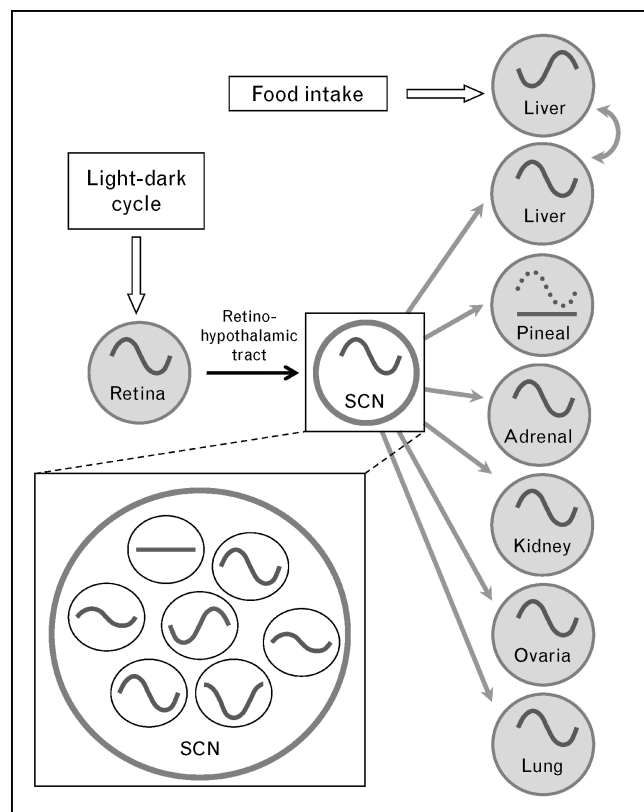 Liver
Food intake
Liver
Light-dark
cycle
Retino-
hypothalamic
tract
Pineal
Retina
SCN
Adrenal
Kidney
Ovaria
SCN
Lung